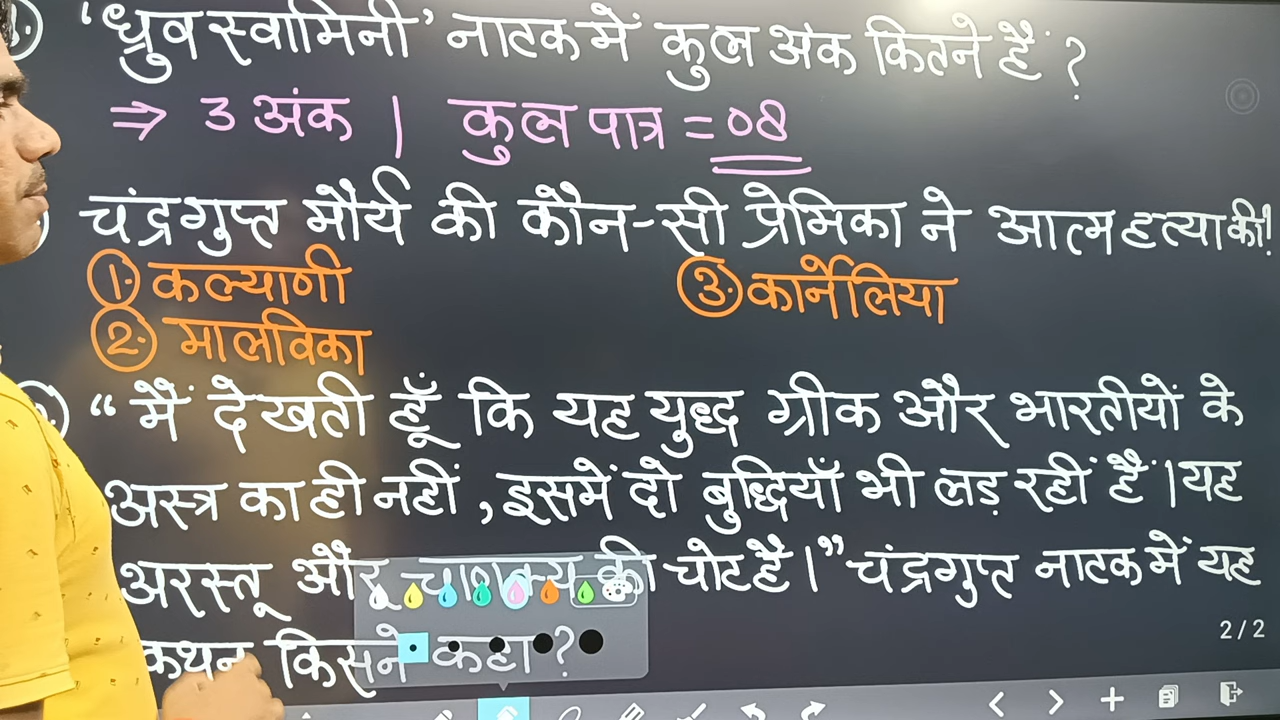 'ध्रुवस्वामिनी' नाटक में कुल अंक कितने हैं ?
⇒ 3 अंक | कुल पात्र = 08
चंद्रगुप्त मौर्य की कौन-सी प्रेमिका ने आत्महत्या की?
1. कल्याणी
3. कार्नेलिया
2. मालविका
“मैं देखती हूँ कि यह युद्ध ग्रीक और भारतीयों के
अस्त्र का ही नहीं, इसमें दो बुद्धियाँ भी लड़ रहीं हैं । यह
अरस्तू और चाणक्य की चोट है ।” चंद्रगुप्त नाटक में यह
कथन किसने कहा ?
2/2